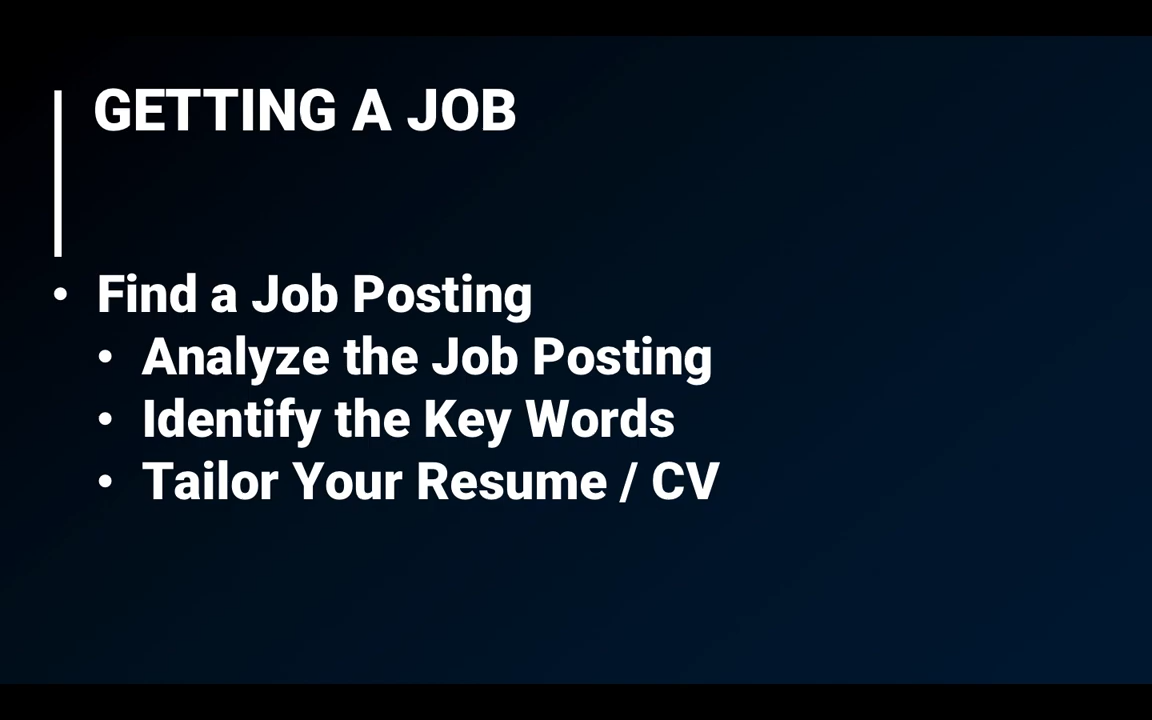 GETTING A JOB
• Find a Job Posting
• Analyze the Job Posting
• Identify the Key Words
• Tailor Your Resume / CV